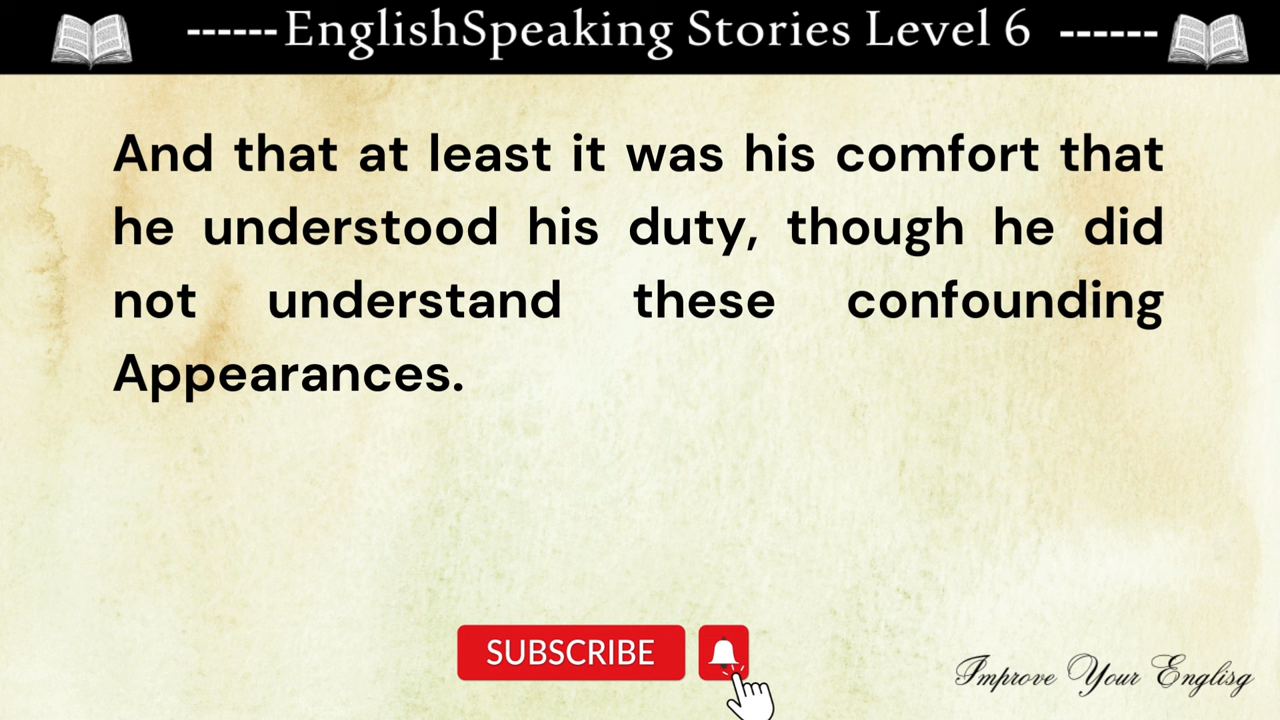 ------EnglishSpeaking Stories Level 6 ------
And that at least it was his comfort that
he understood his duty, though he did
not understand these confounding
Appearances.
SUBSCRIBE
Improve Your Englisg